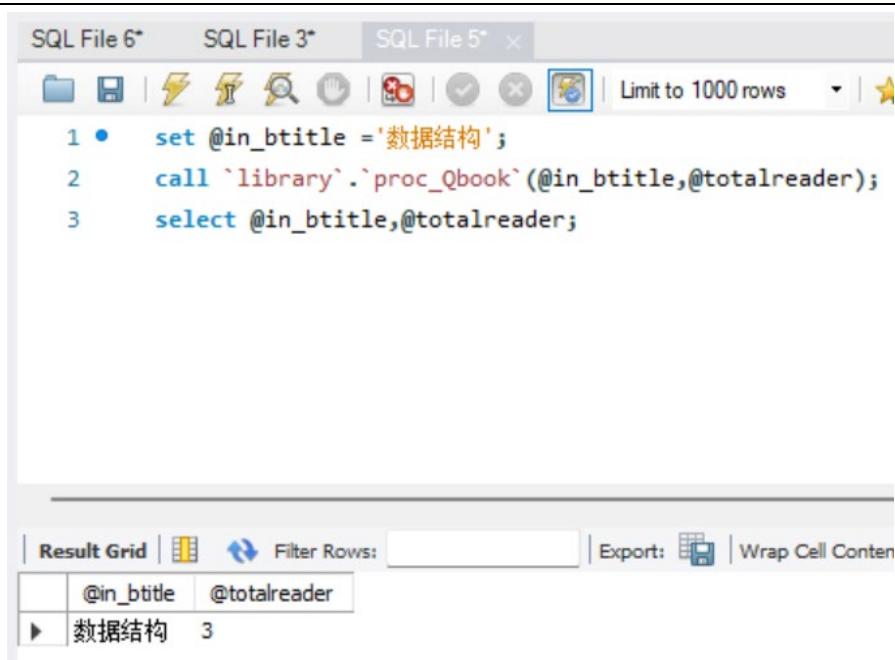 SQL File 6* SQL File 3* SQL File 5* ×
Limit to 1000 rows
1 set @in_btitle ='数据结构';
2 call `library`.`proc_Qbook`(@in_btitle,@totalreader);
3 select @in_btitle,@totalreader;
Result Grid Filter Rows: Export: Wrap Cell Conten
@in_btitle @totalreader
数据结构 3